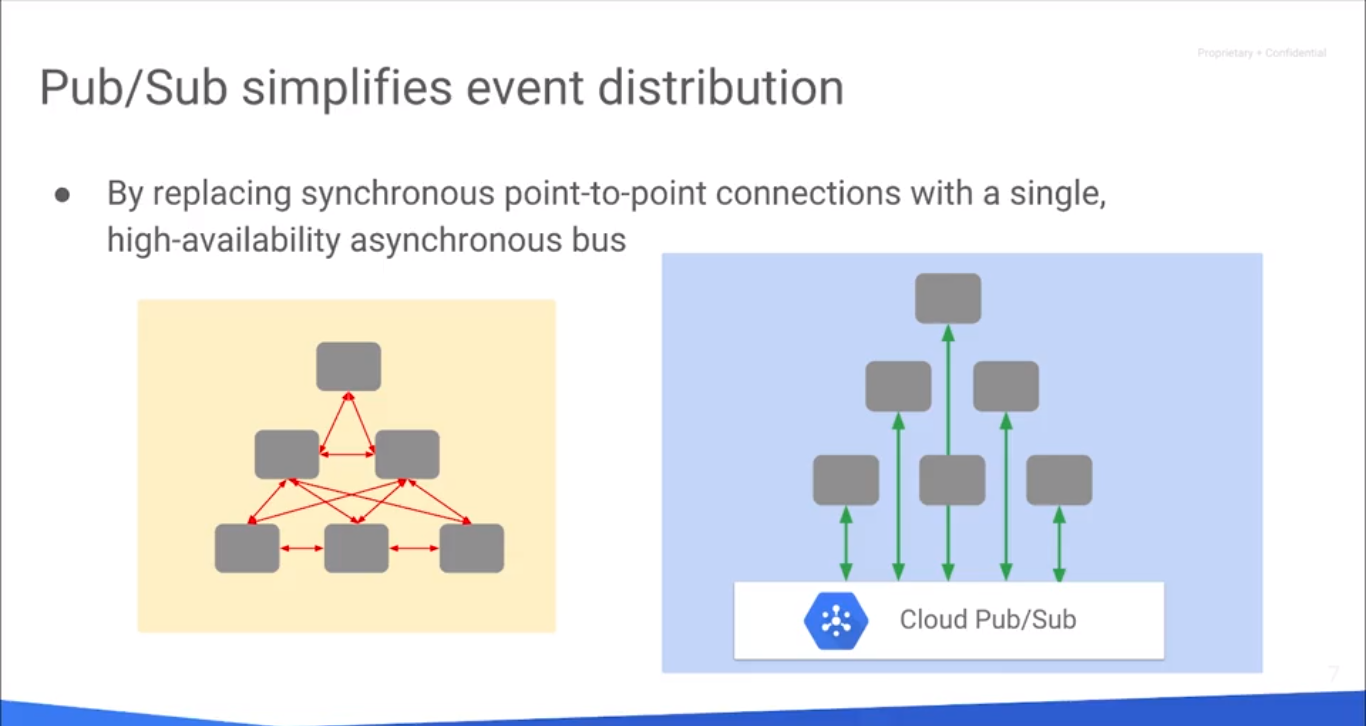 Proprietary + Confidential
Pub/Sub simplifies event distribution
● By replacing synchronous point-to-point connections with a single,
high-availability asynchronous bus
Cloud Pub/Sub
7